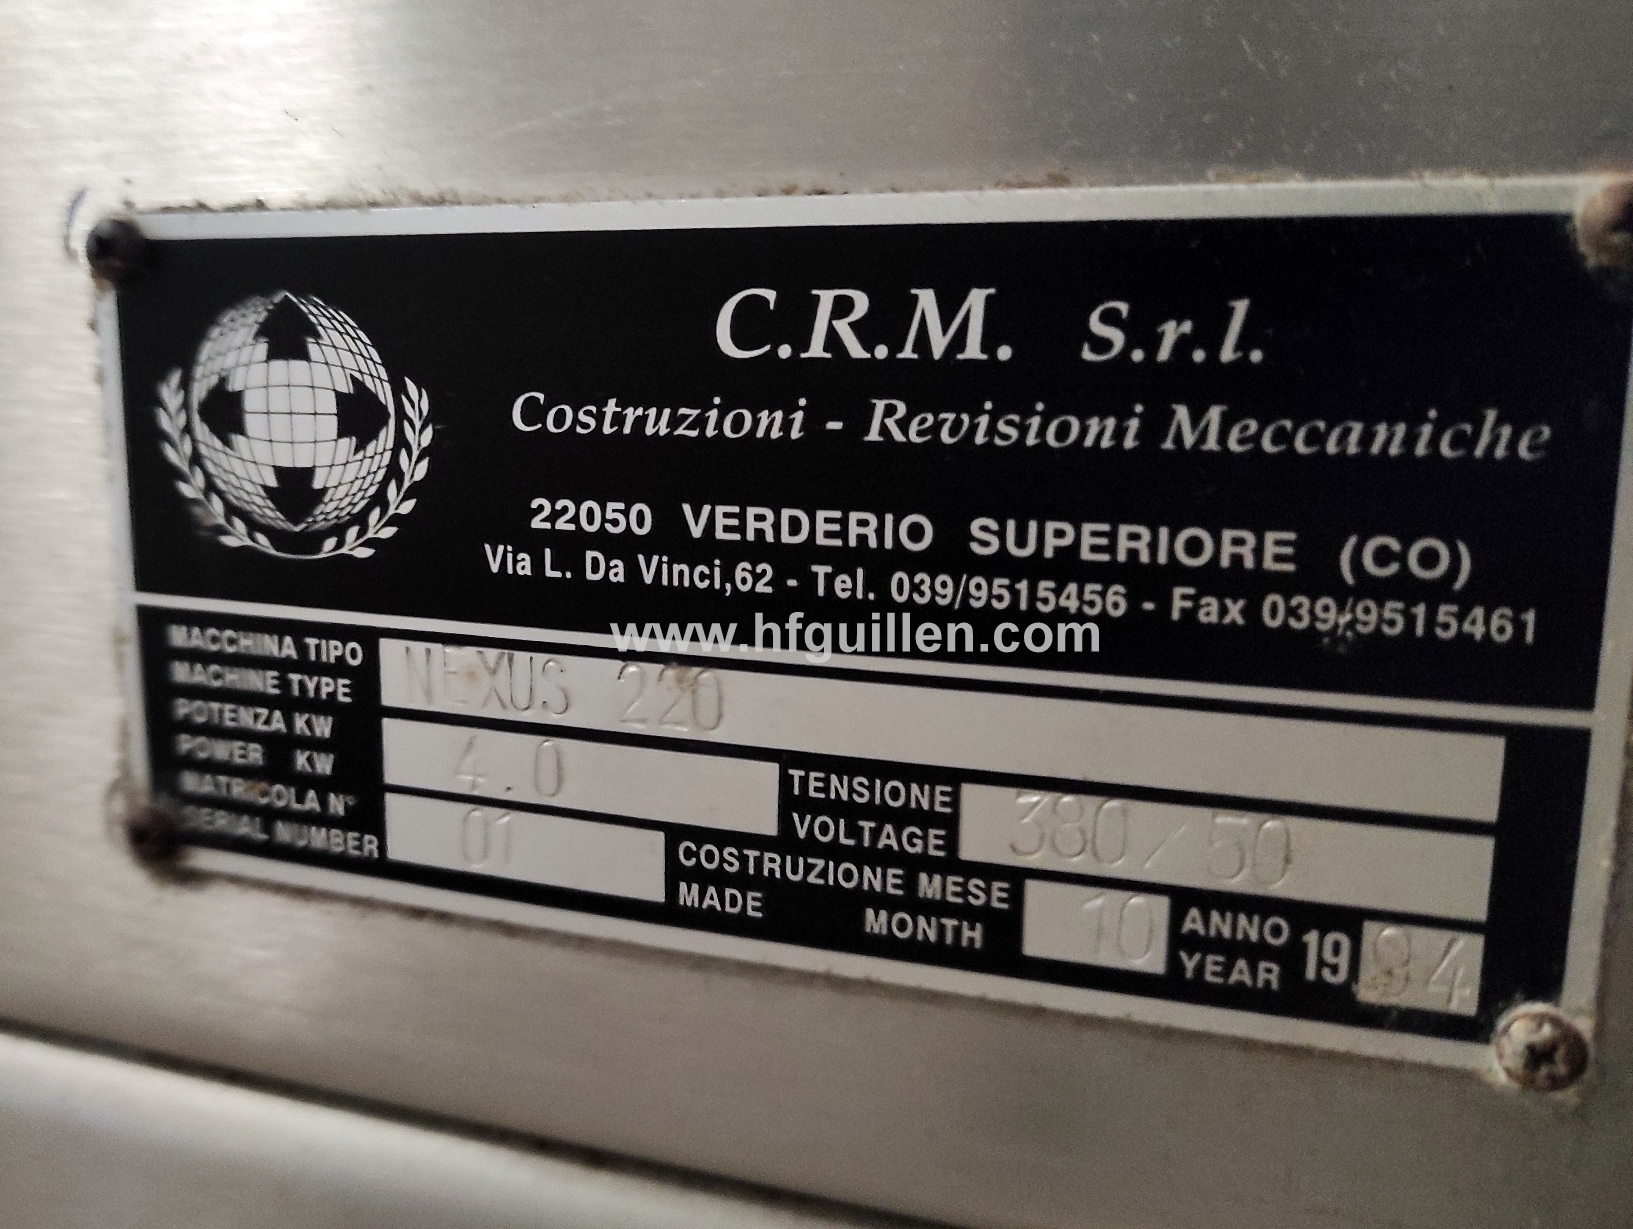 C.R.M. S.r.l.
Costruzioni - Revisioni Meccaniche
22050 VERDERIO SUPERIORE (CO)
Via L. Da Vinci,62 - Tel. 039/9515456 - Fax 039/9515461
www.hfguillen.com
MACCHINA TIPO
MACHINE TYPE
NEXUS 220
POTENZA KW
POWER KW
4.0
TENSIONE
VOLTAGE
380/50
MATRICOLA N°
SERIAL NUMBER
01
COSTRUZIONE MESE
MADE MONTH
10
ANNO
YEAR
1994